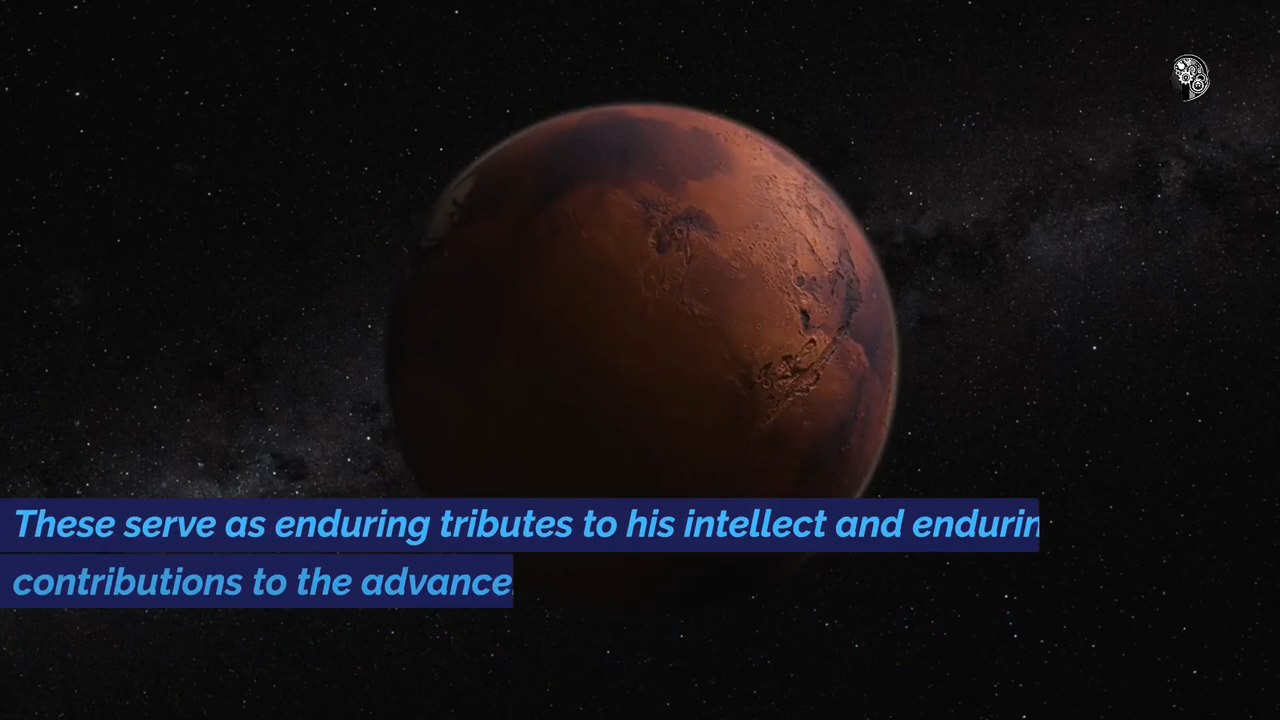 These serve as enduring tributes to his intellect and endurin
contributions to the advance